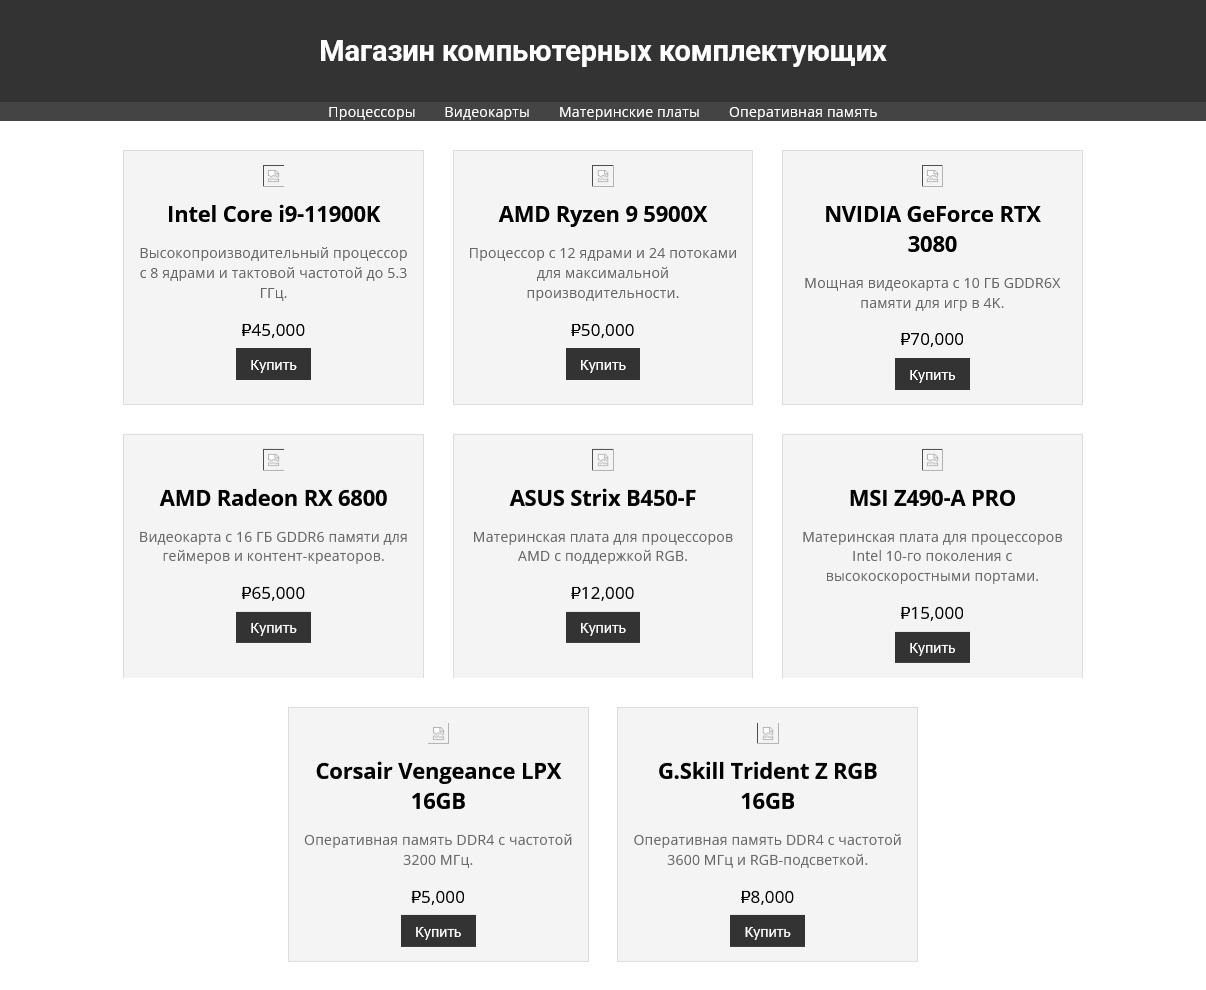 Магазин компьютерных комплектующих
Процессоры Видеокарты Материнские платы Оперативная память
Intel Core i9-11900K
Высокопроизводительный процессор
с 8 ядрами и тактовой частотой до 5.3
ГГц.
₽45,000
Купить
AMD Ryzen 9 5900X
Процессор с 12 ядрами и 24 потоками
для максимальной
производительности.
₽50,000
Купить
NVIDIA GeForce RTX
3080
Мощная видеокарта с 10 ГБ GDDR6X
памяти для игр в 4K.
₽70,000
Купить
AMD Radeon RX 6800
Видеокарта с 16 ГБ GDDR6 памяти для
геймеров и контент-креаторов.
₽65,000
Купить
ASUS Strix B450-F
Материнская плата для процессоров
AMD с поддержкой RGB.
₽12,000
Купить
MSI Z490-A PRO
Материнская плата для процессоров
Intel 10-го поколения с
высокоскоростными портами.
₽15,000
Купить
Corsair Vengeance LPX
16GB
Оперативная память DDR4 с частотой
3200 МГц.
₽5,000
Купить
G.Skill Trident Z RGB
16GB
Оперативная память DDR4 с частотой
3600 МГц и RGB-подсветкой.
₽8,000
Купить